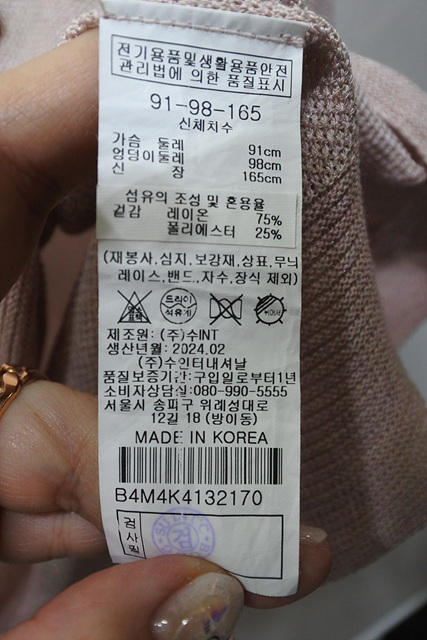 전기용품및생활용품안전
관리법에 의한 품질표시
91-98-165
신체치수
가슴 둘레 91cm
엉덩이둘레 98cm
신 장 165cm
섬유의 조성 및 혼용율
겉감 레이온 75%
폴리에스터 25%
(재봉사,심지,보강재,상표,무늬
레이스,밴드,자수,장식 제외)
드라이
석유계
제조원: (주)수INT
생산년월: 2024.02
(주)수인터내셔날
품질보증기간:구입일로부터1년
소비자상담실:080-990-5555
서울시 송파구 위례성대로
12길 18 (방이동)
MADE IN KOREA
B4M4K4132170
검사필
검